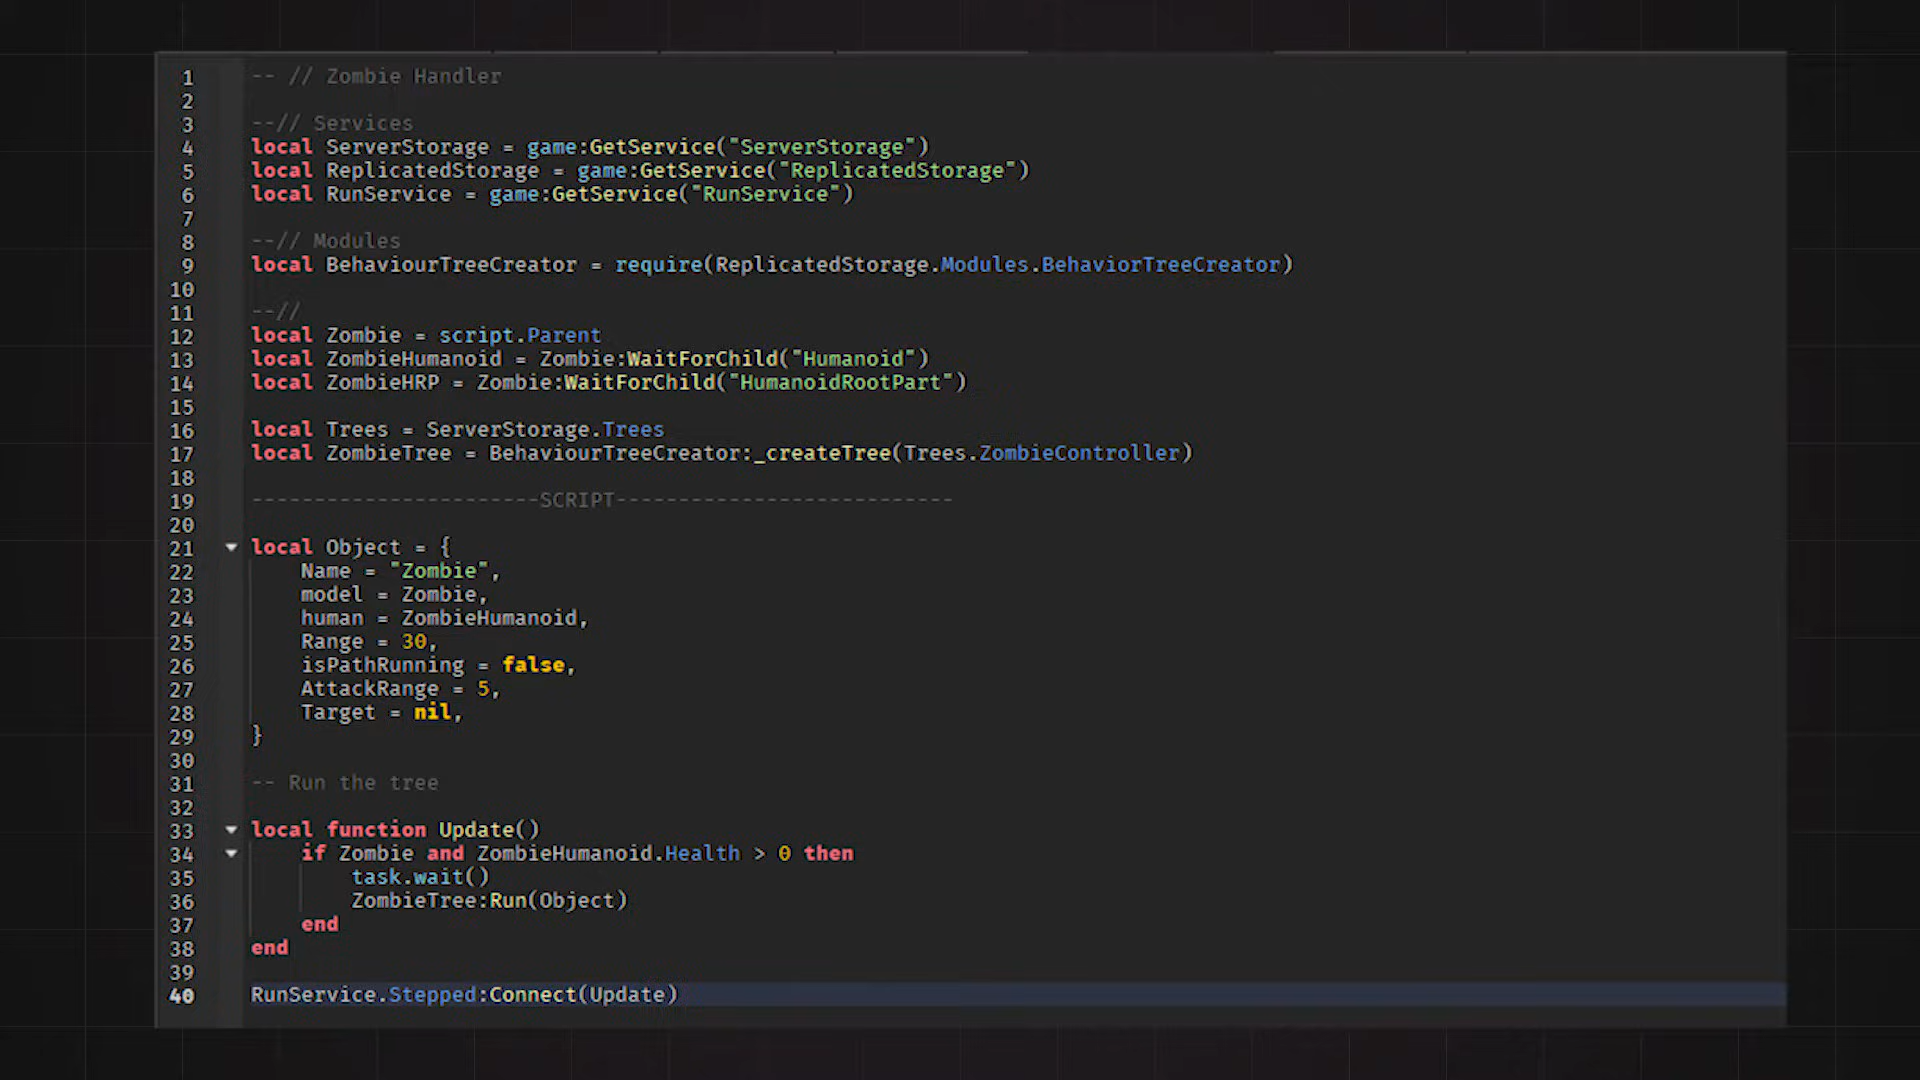 1 -- // Zombie Handler
2
3 --// Services
4 local ServerStorage = game:GetService("ServerStorage")
5 local ReplicatedStorage = game:GetService("ReplicatedStorage")
6 local RunService = game:GetService("RunService")
7
8 --// Modules
9 local BehaviourTreeCreator = require(ReplicatedStorage.Modules.BehaviorTreeCreator)
10
11 --//
12 local Zombie = script.Parent
13 local ZombieHumanoid = Zombie:WaitForChild("Humanoid")
14 local ZombieHRP = Zombie:WaitForChild("HumanoidRootPart")
15
16 local Trees = ServerStorage.Trees
17 local ZombieTree = BehaviourTreeCreator:_createTree(Trees.ZombieController)
18
19 -----------------------SCRIPT---------------------------
20
21 local Object = {
22     Name = "Zombie",
23     model = Zombie,
24     human = ZombieHumanoid,
25     Range = 30,
26     isPathRunning = false,
27     AttackRange = 5,
28     Target = nil,
29 }
30
31 -- Run the tree
32
33 local function Update()
34     if Zombie and ZombieHumanoid.Health > 0 then
35         task.wait()
36         ZombieTree:Run(Object)
37     end
38 end
39
40 RunService.Stepped:Connect(Update)